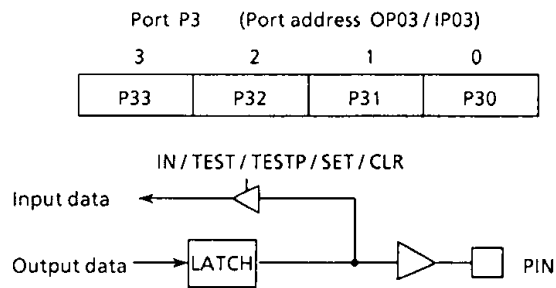 Port P3 (Port address OP03 / IP03)
3 2 1 0
P33 P32 P31 P30
IN / TEST / TESTP / SET / CLR
Input data
Output data LATCH PIN